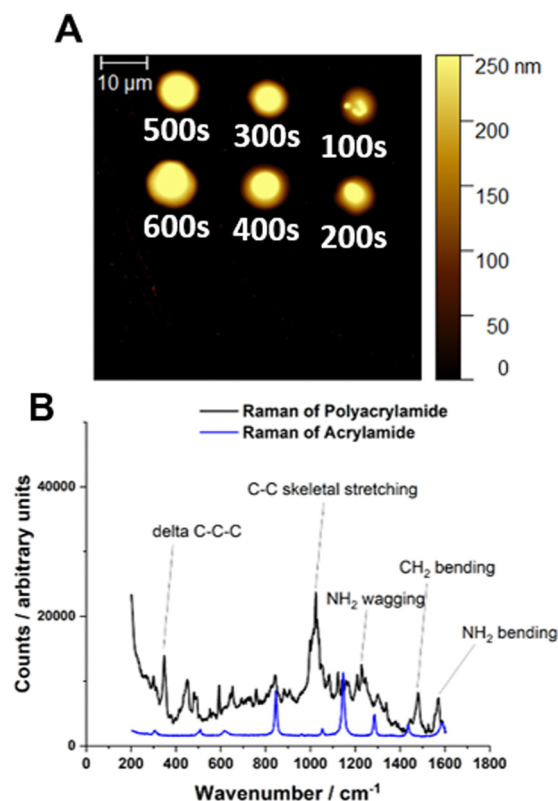 A
10 µm
250 nm
200
150
100
50
0
500s
300s
100s
600s
400s
200s
B
Raman of Polyacrylamide
Raman of Acrylamide
Counts / arbitrary units
40000
20000
0
C-C skeletal stretching
delta C-C-C
CH₂ bending
NH₂ wagging
NH₂ bending
0 200 400 600 800 1000 1200 1400 1600 1800
Wavenumber / cm⁻¹